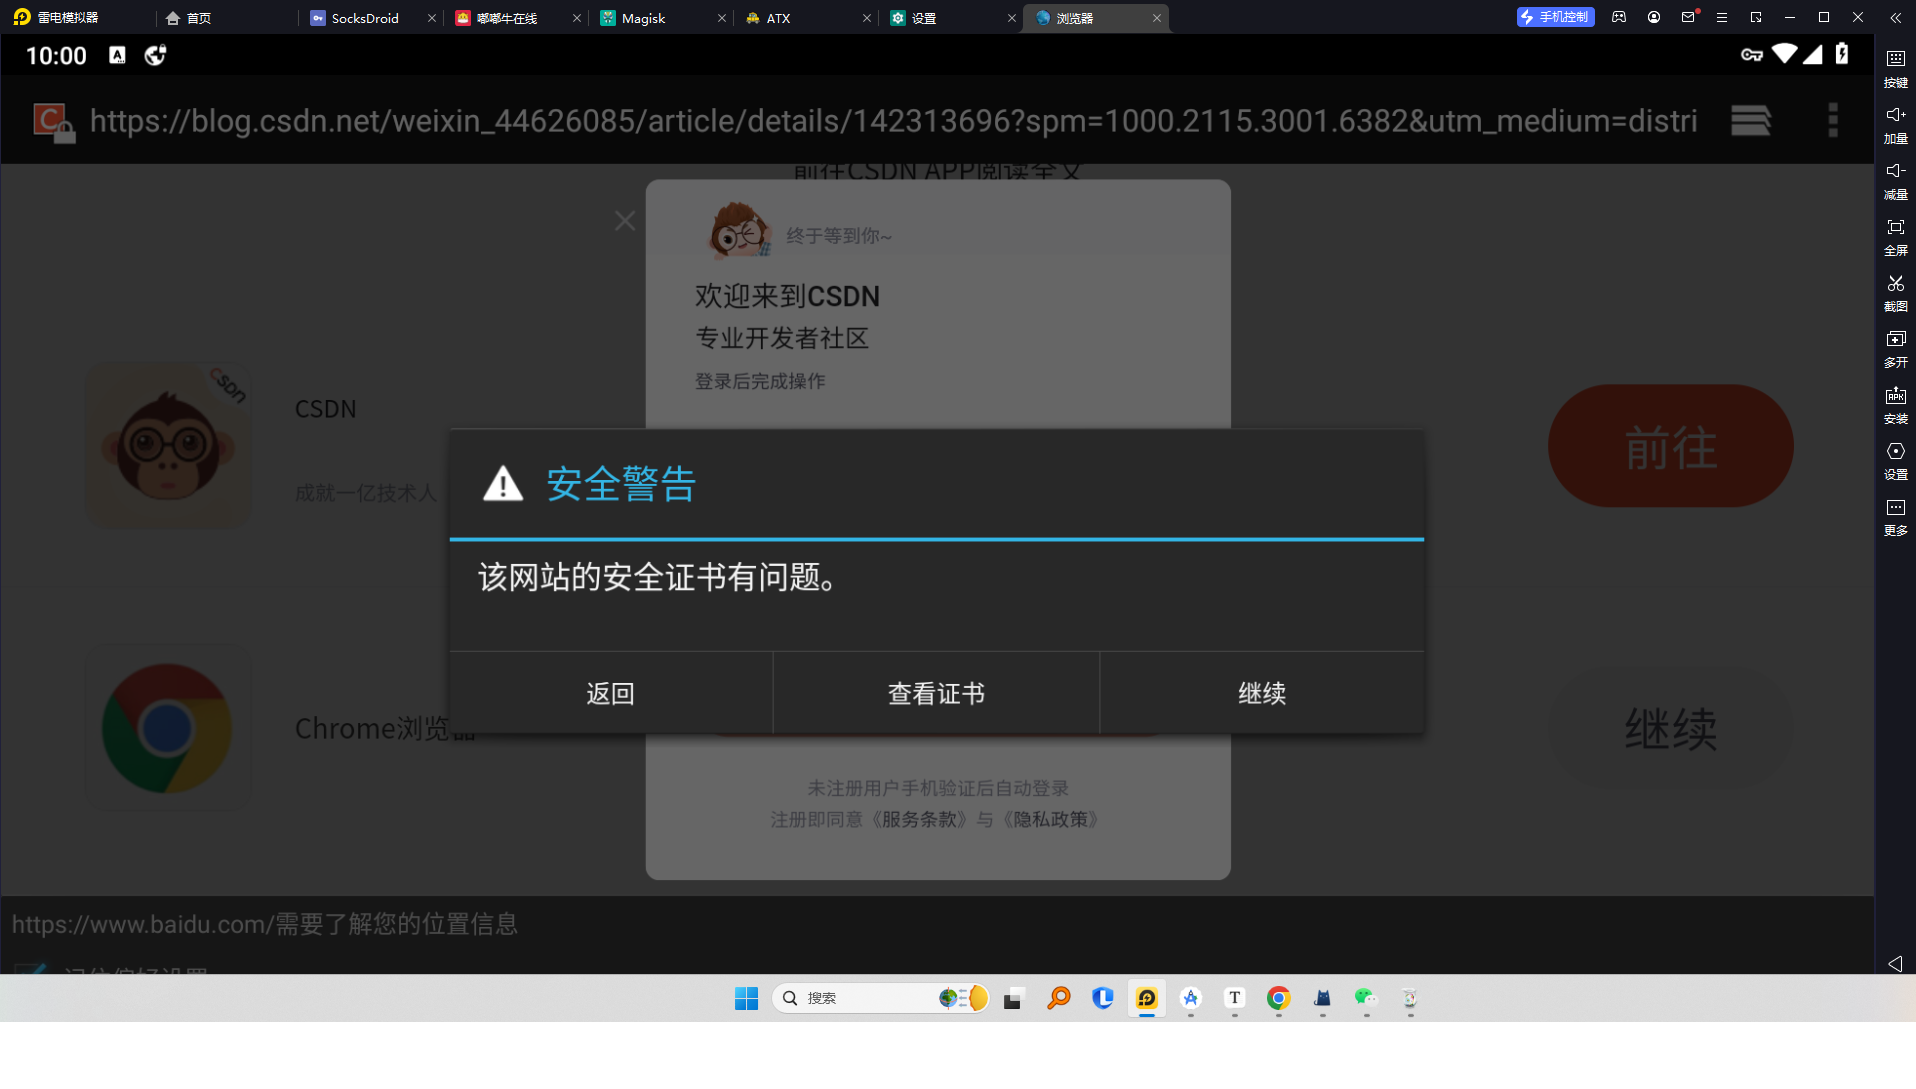 雷电模拟器
首页
SocksDroid
嘟嘟牛在线
Magisk
ATX
设置
浏览器
手机控制
10:00
https://blog.csdn.net/weixin_44626085/article/details/142313696?spm=1000.2115.3001.6382&utm_medium=distri
按键
加量
减量
全屏
截图
多开
安装
设置
更多
前往CSDN APP阅读全文
终于等到你~
欢迎来到CSDN
专业开发者社区
登录后完成操作
CSDN
CSDN
成就一亿技术人
前往
安全警告
该网站的安全证书有问题。
返回
查看证书
继续
Chrome浏览器
继续
未注册用户手机验证后自动登录
注册即同意《服务条款》与《隐私政策》
https://www.baidu.com/需要了解您的位置信息
记住偏好设置
搜索